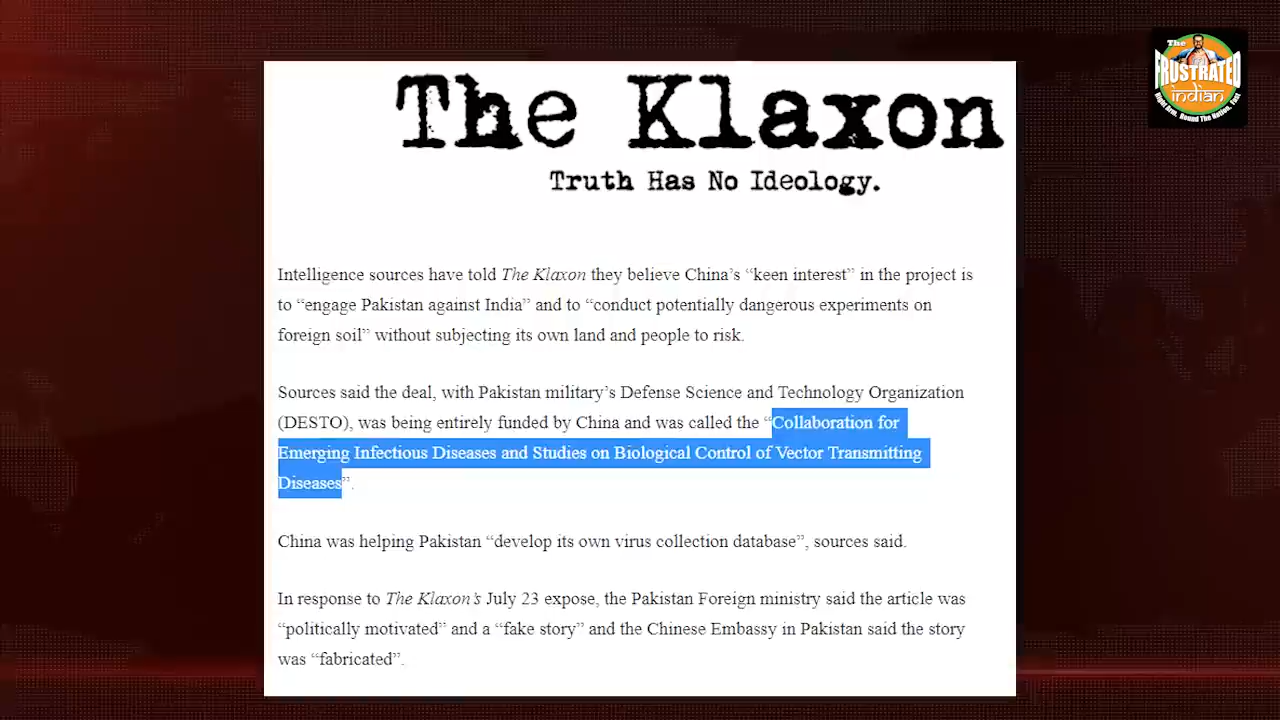 The Klaxon
Truth Has No Ideology.
The
FRUSTRATED
indian
Intelligence sources have told The Klaxon they believe China’s “keen interest” in the project is
to “engage Pakistan against India” and to “conduct potentially dangerous experiments on
foreign soil” without subjecting its own land and people to risk.
Sources said the deal, with Pakistan military’s Defense Science and Technology Organization
(DESTO), was being entirely funded by China and was called the “Collaboration for
Emerging Infectious Diseases and Studies on Biological Control of Vector Transmitting
Diseases”.
China was helping Pakistan “develop its own virus collection database”, sources said.
In response to The Klaxon’s July 23 expose, the Pakistan Foreign ministry said the article was
“politically motivated” and a “fake story” and the Chinese Embassy in Pakistan said the story
was “fabricated”.